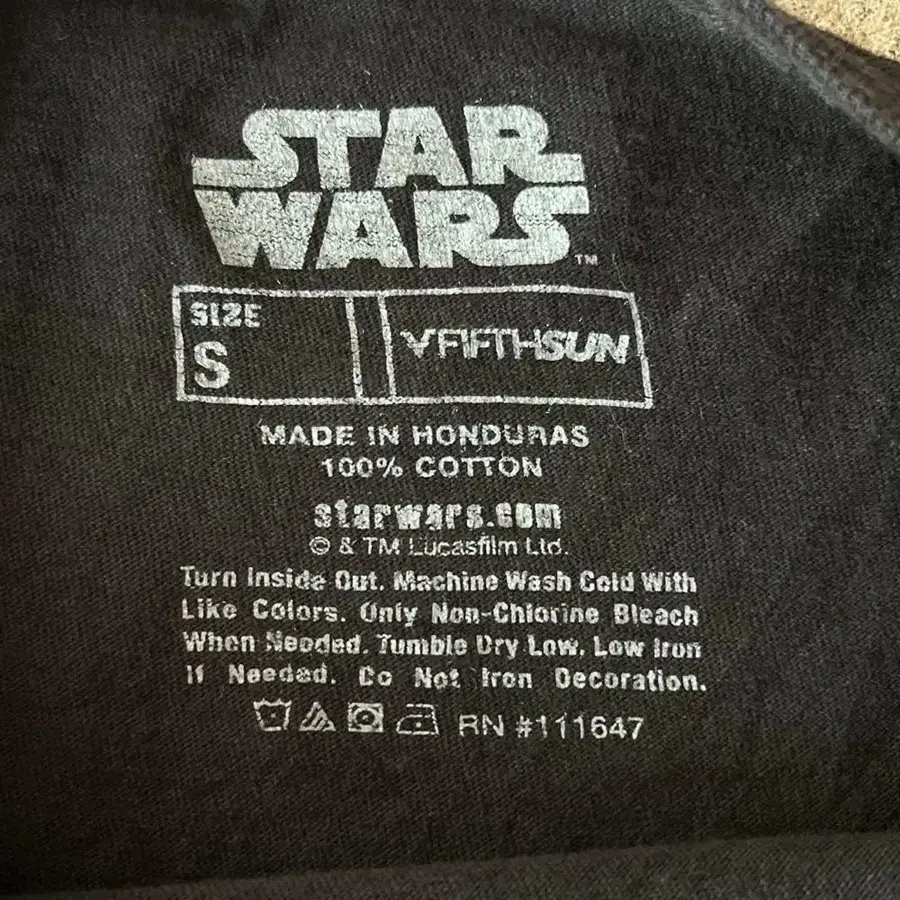 STAR
WARS™
SIZE
S
FIFTHSUN
MADE IN HONDURAS
100% COTTON
starwars.com
© & TM Lucasfilm Ltd.
Turn Inside Out. Machine Wash Cold With
Like Colors. Only Non-Chlorine Bleach
When Needed. Tumble Dry Low. Low Iron
If Needed. Do Not Iron Decoration.
RN #111647